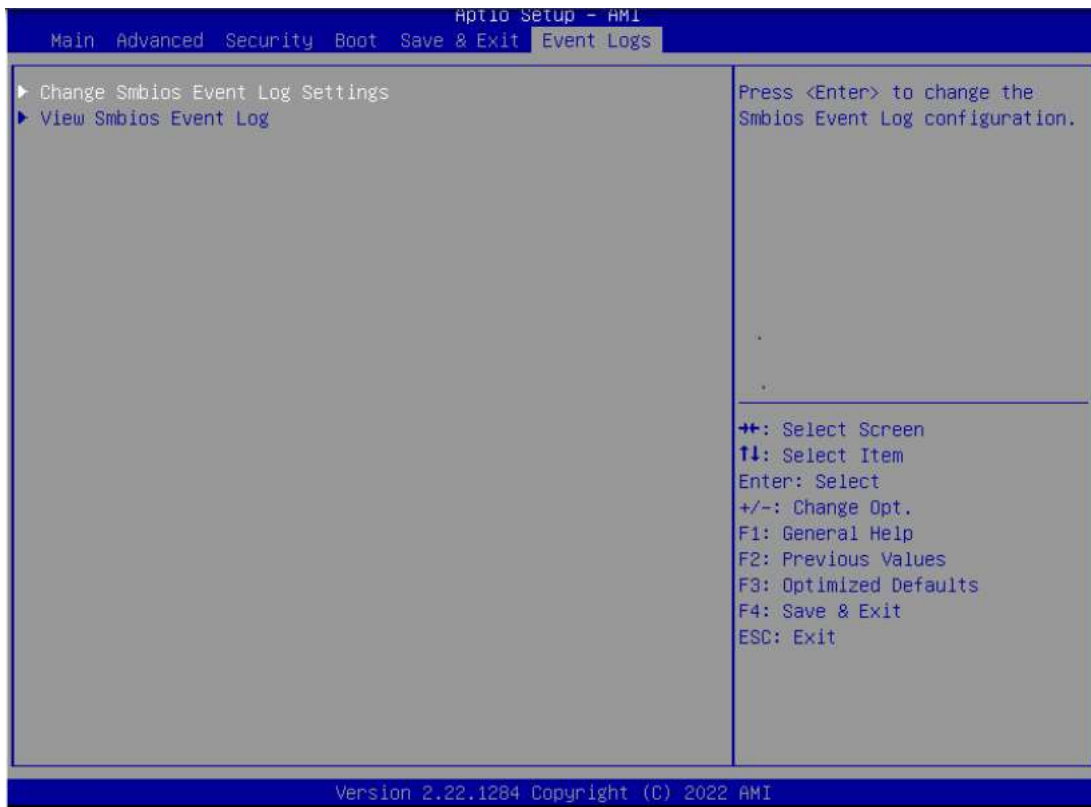 Aptio Setup - AMI
Main Advanced Security Boot Save & Exit Event Logs
▶ Change Smbios Event Log Settings
▶ View Smbios Event Log
Press <Enter> to change the
Smbios Event Log configuration.
→←: Select Screen
↑↓: Select Item
Enter: Select
+/-: Change Opt.
F1: General Help
F2: Previous Values
F3: Optimized Defaults
F4: Save & Exit
ESC: Exit
Version 2.22.1284 Copyright (C) 2022 AMI